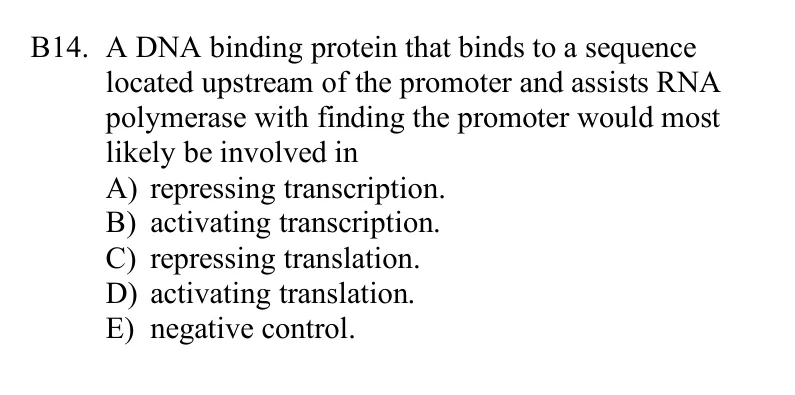 B14. A DNA binding protein that binds to a sequence
located upstream of the promoter and assists RNA
polymerase with finding the promoter would most
likely be involved in
A) repressing transcription.
B) activating transcription.
C) repressing translation.
D) activating translation.
E) negative control.